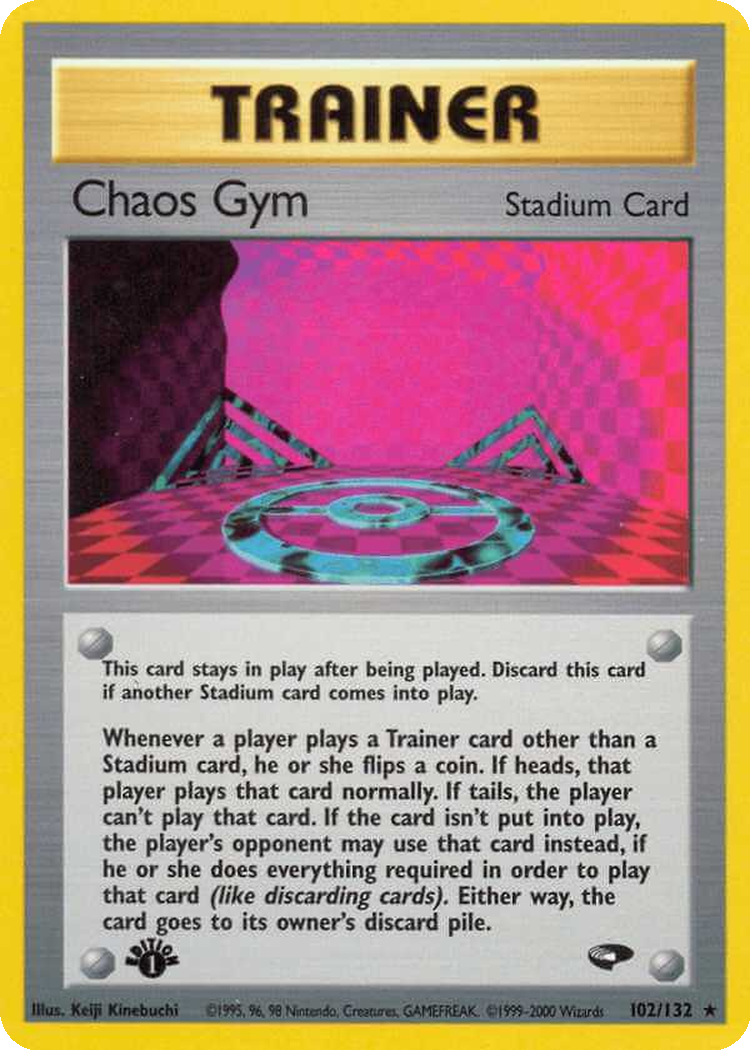 TRAINER
Chaos Gym Stadium Card
This card stays in play after being played. Discard this card
if another Stadium card comes into play.
Whenever a player plays a Trainer card other than a
Stadium card, he or she flips a coin. If heads, that
player plays that card normally. If tails, the player
can't play that card. If the card isn't put into play,
the player's opponent may use that card instead, if
he or she does everything required in order to play
that card (like discarding cards). Either way, the
card goes to its owner's discard pile.
EDITION
1
Illus. Keiji Kinebuchi ©1995, 96, 98 Nintendo, Creatures, GAMEFREAK. ©1999-2000 Wizards 102/132 ★